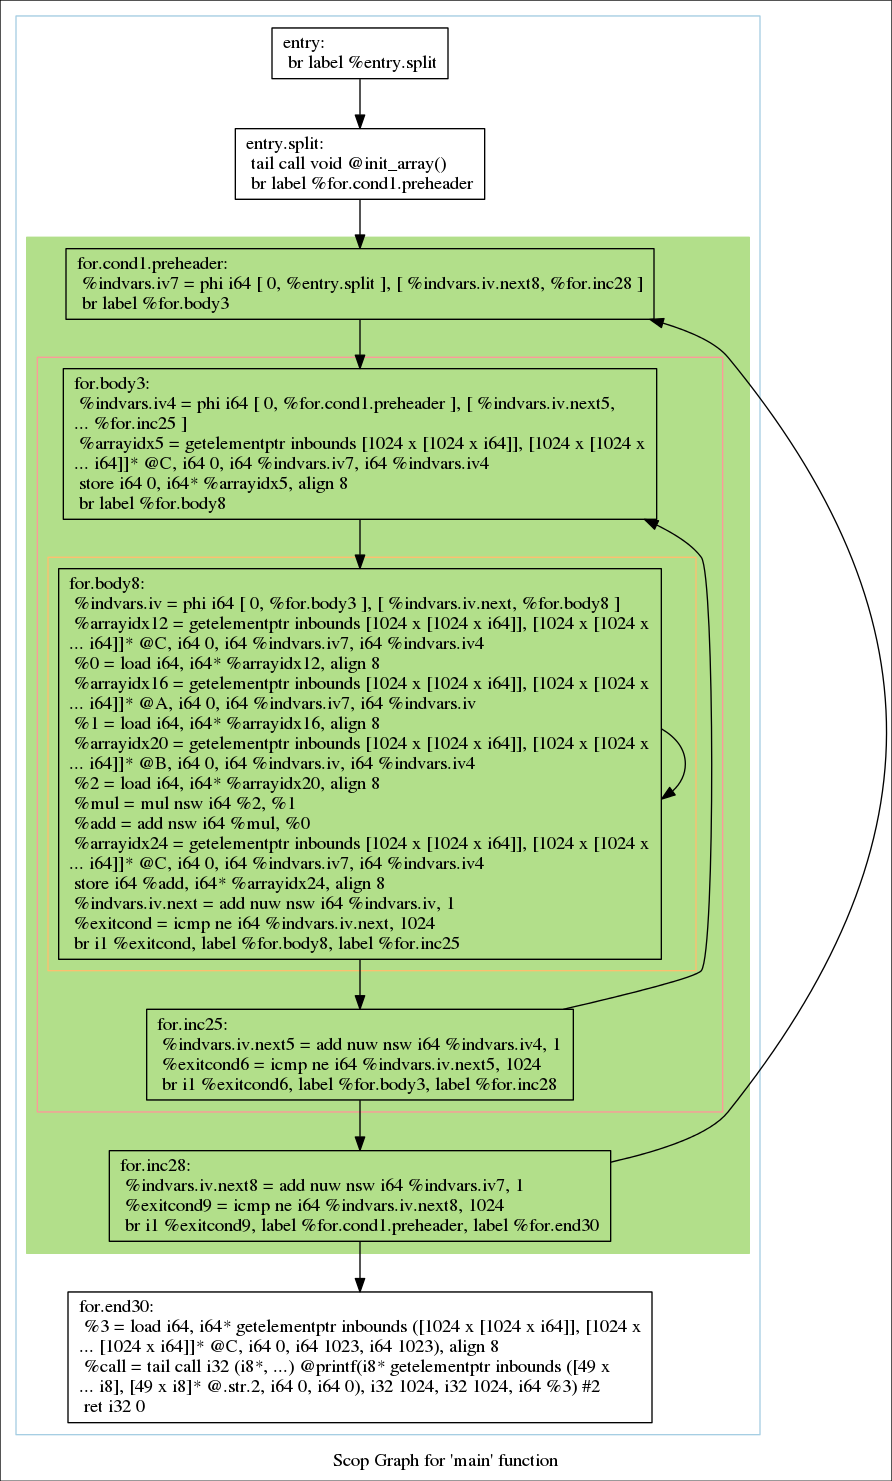 entry:
br label %entry.split
entry.split:
tail call void @init_array()
br label %for.cond1.preheader
for.cond1.preheader:
%indvars.iv7 = phi i64 [ 0, %entry.split ], [ %indvars.iv.next8, %for.inc28 ]
br label %for.body3
for.body3:
%indvars.iv4 = phi i64 [ 0, %for.cond1.preheader ], [ %indvars.iv.next5,
... %for.inc25 ]
%arrayidx5 = getelementptr inbounds [1024 x [1024 x i64]], [1024 x [1024 x
... i64]]* @C, i64 0, i64 %indvars.iv7, i64 %indvars.iv4
store i64 0, i64* %arrayidx5, align 8
br label %for.body8
for.body8:
%indvars.iv = phi i64 [ 0, %for.body3 ], [ %indvars.iv.next, %for.body8 ]
%arrayidx12 = getelementptr inbounds [1024 x [1024 x i64]], [1024 x [1024 x
... i64]]* @C, i64 0, i64 %indvars.iv7, i64 %indvars.iv4
%0 = load i64, i64* %arrayidx12, align 8
%arrayidx16 = getelementptr inbounds [1024 x [1024 x i64]], [1024 x [1024 x
... i64]]* @A, i64 0, i64 %indvars.iv7, i64 %indvars.iv
%1 = load i64, i64* %arrayidx16, align 8
%arrayidx20 = getelementptr inbounds [1024 x [1024 x i64]], [1024 x [1024 x
... i64]]* @B, i64 0, i64 %indvars.iv, i64 %indvars.iv4
%2 = load i64, i64* %arrayidx20, align 8
%mul = mul nsw i64 %2, %1
%add = add nsw i64 %mul, %0
%arrayidx24 = getelementptr inbounds [1024 x [1024 x i64]], [1024 x [1024 x
... i64]]* @C, i64 0, i64 %indvars.iv7, i64 %indvars.iv4
store i64 %add, i64* %arrayidx24, align 8
%indvars.iv.next = add nuw nsw i64 %indvars.iv, 1
%exitcond = icmp ne i64 %indvars.iv.next, 1024
br i1 %exitcond, label %for.body8, label %for.inc25
for.inc25:
%indvars.iv.next5 = add nuw nsw i64 %indvars.iv4, 1
%exitcond6 = icmp ne i64 %indvars.iv.next5, 1024
br i1 %exitcond6, label %for.body3, label %for.inc28
for.inc28:
%indvars.iv.next8 = add nuw nsw i64 %indvars.iv7, 1
%exitcond9 = icmp ne i64 %indvars.iv.next8, 1024
br i1 %exitcond9, label %for.cond1.preheader, label %for.end30
for.end30:
%3 = load i64, i64* getelementptr inbounds ([1024 x [1024 x i64]], [1024 x
... [1024 x i64]]* @C, i64 0, i64 1023, i64 1023), align 8
%call = tail call i32 (i8*, ...) @printf(i8* getelementptr inbounds ([49 x
... i8], [49 x i8]* @.str.2, i64 0, i64 0), i32 1024, i32 1024, i64 %3) #2
ret i32 0
Scop Graph for 'main' function